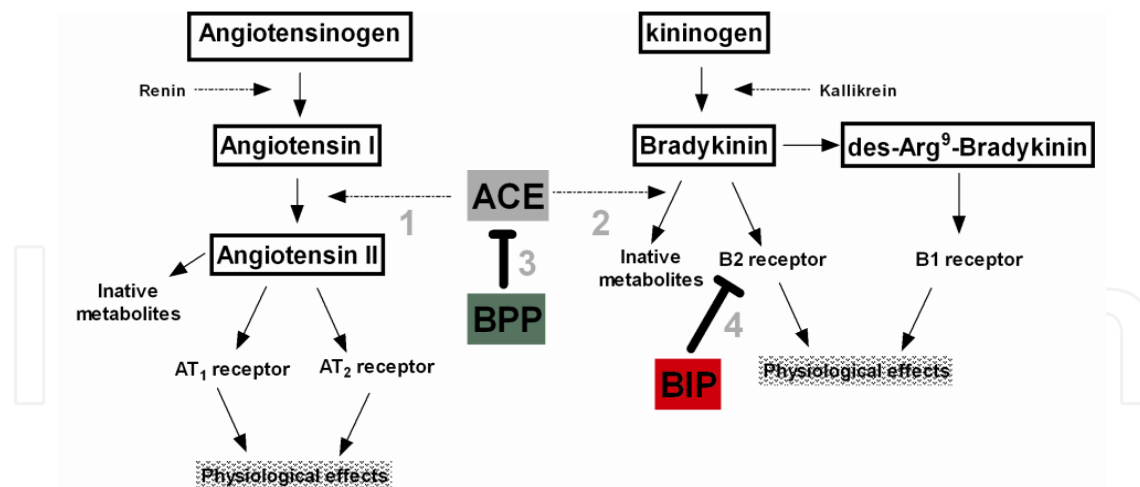 Angiotensinogen
Renin
Angiotensin I
Angiotensin II
Inative
metabolites
AT₁ receptor
AT₂ receptor
Physiological effects
ACE
1
2
3
BPP
kininogen
Kallikrein
Bradykinin
des-Arg⁹-Bradykinin
Inative
metabolites
B2 receptor
B1 receptor
4
BIP
Physiological effects